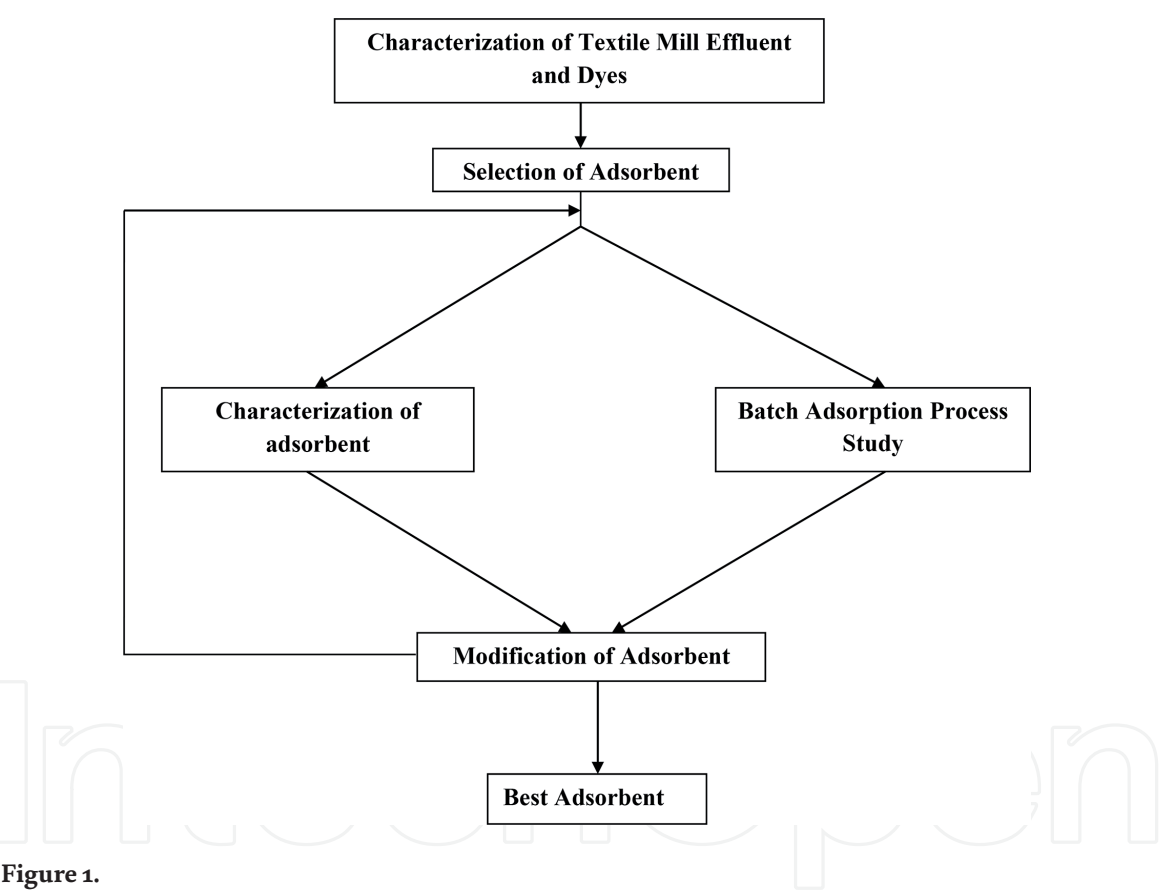 Characterization of Textile Mill Effluent
and Dyes
Selection of Adsorbent
Characterization of
adsorbent
Batch Adsorption Process
Study
Modification of Adsorbent
Best Adsorbent
IntechOpen
Figure 1.